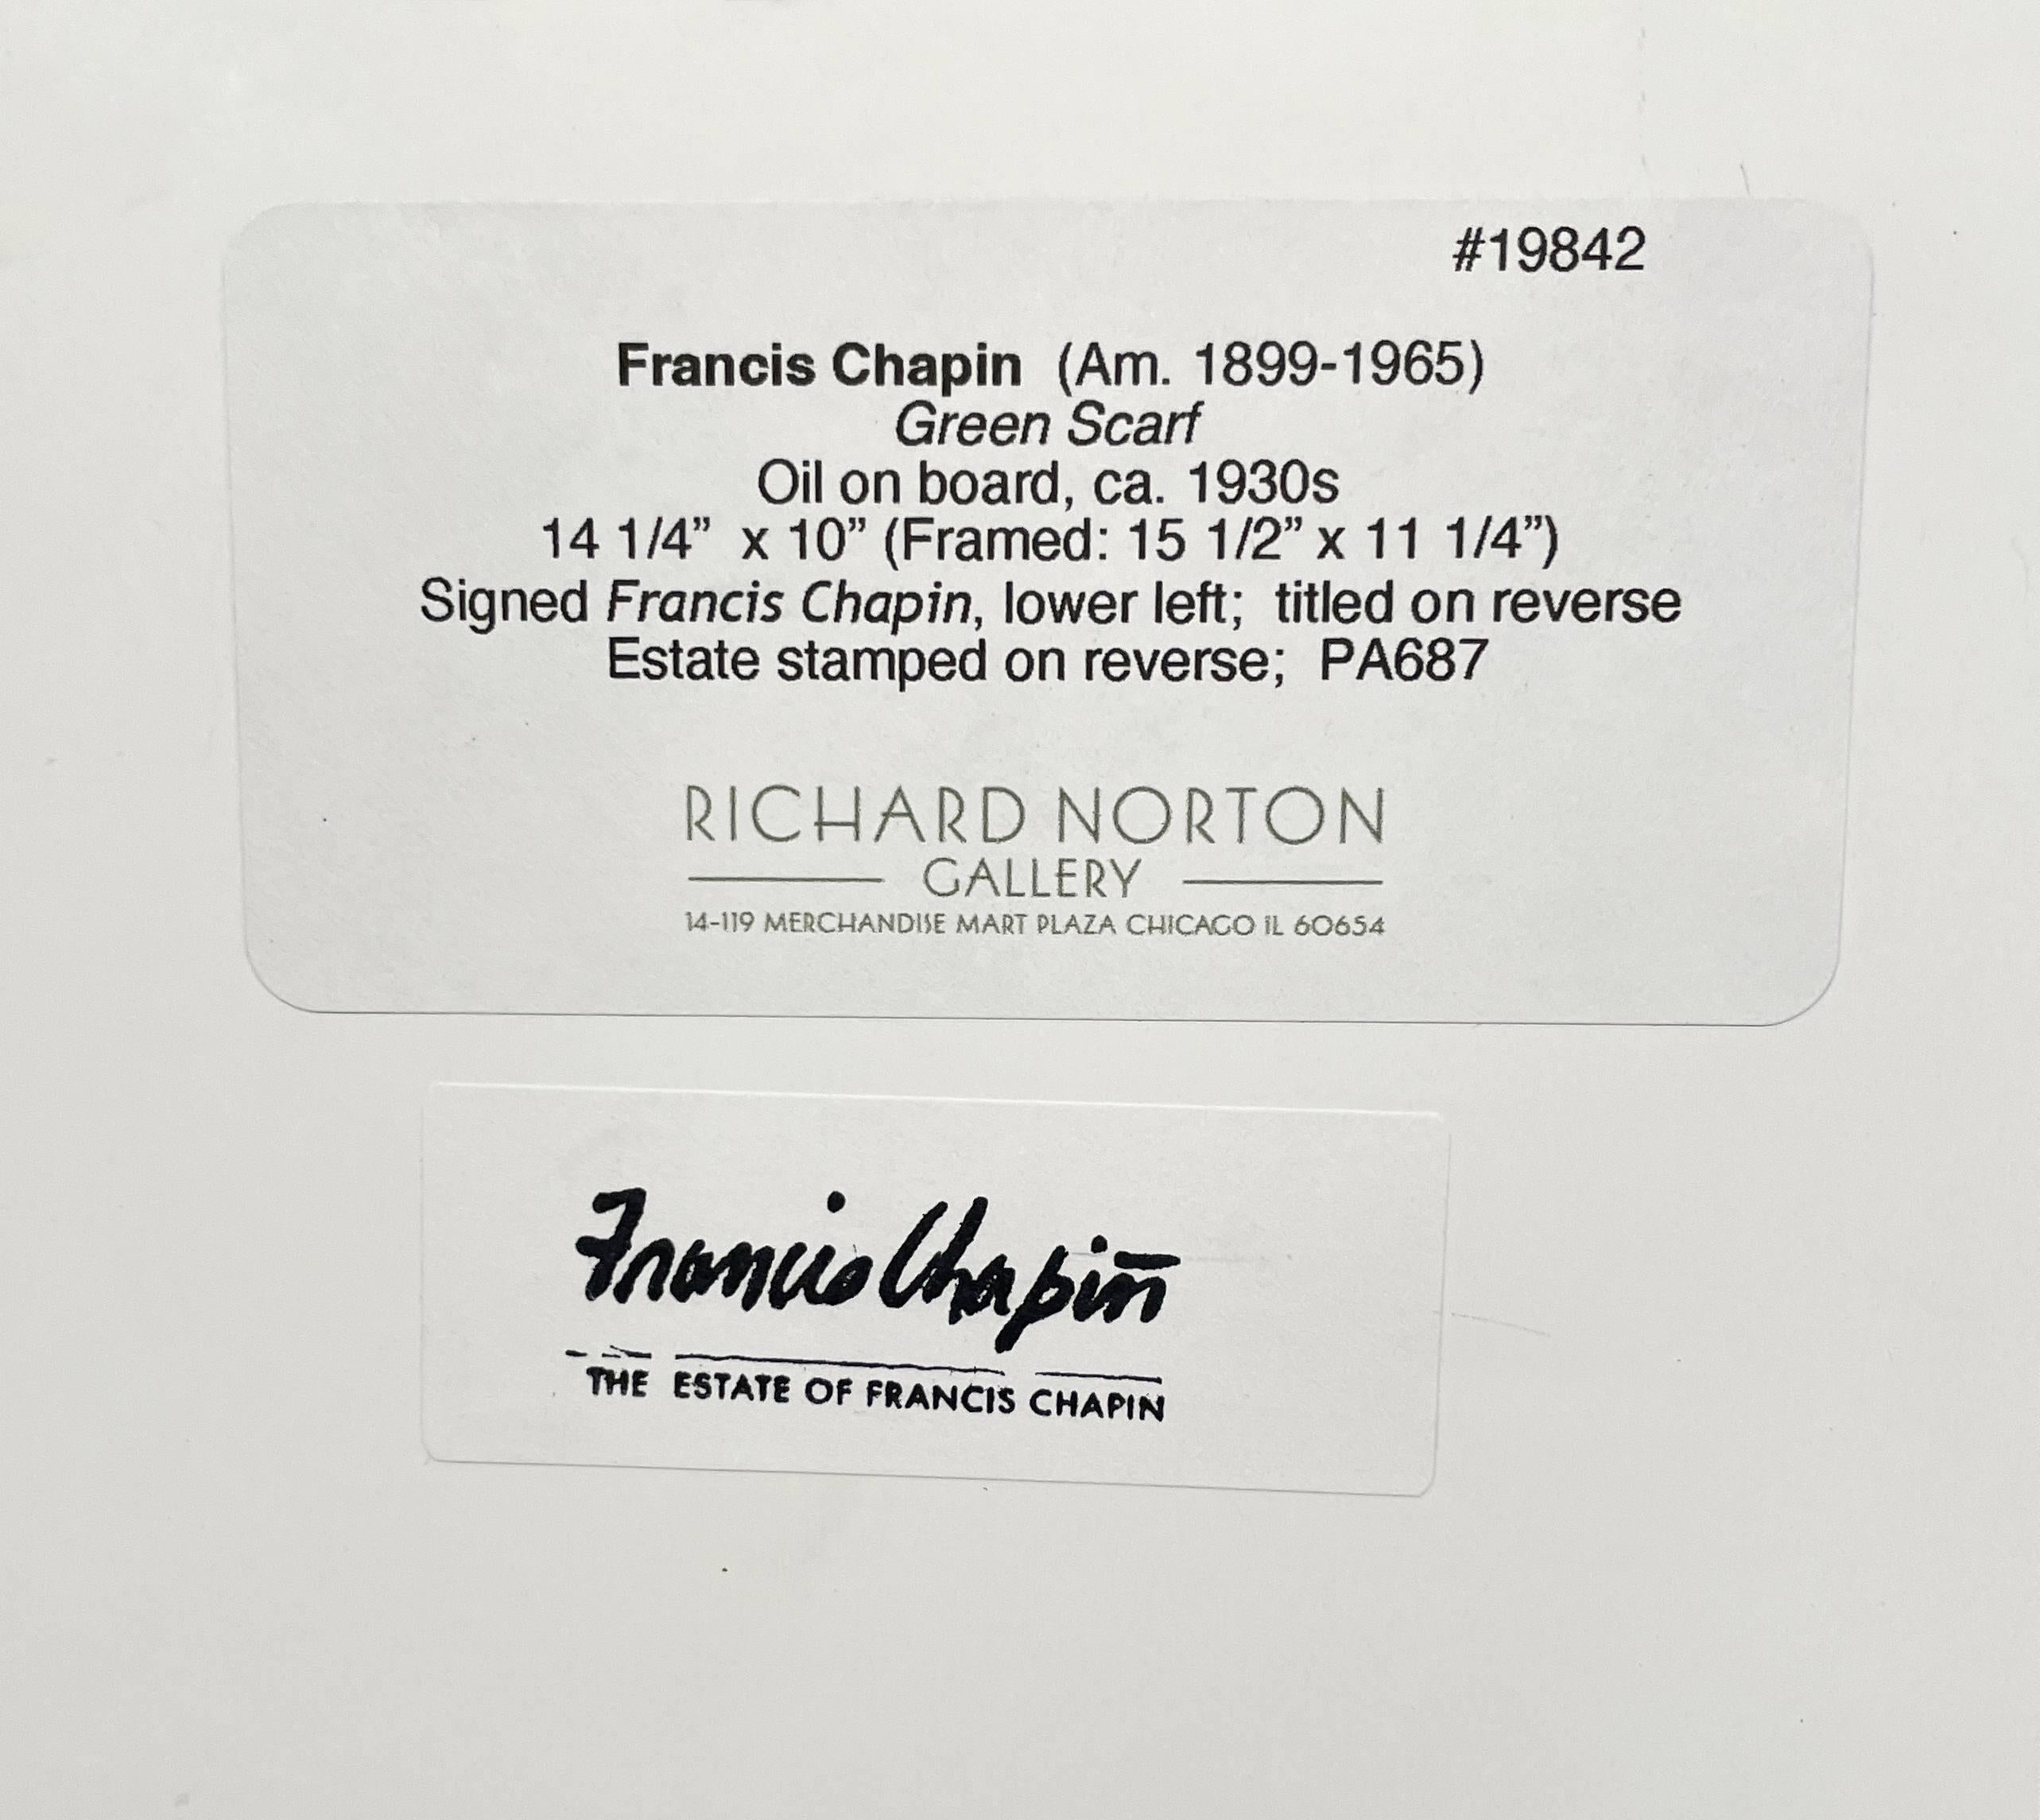 #19842
Francis Chapin (Am. 1899-1965)
Green Scarf
Oil on board, ca. 1930s
14 1/4” x 10” (Framed: 15 1/2” x 11 1/4”)
Signed Francis Chapin, lower left; titled on reverse
Estate stamped on reverse; PA687
RICHARD NORTON
GALLERY
14-119 MERCHANDISE MART PLAZA CHICAGO IL 60654
Francis Chapin
THE ESTATE OF FRANCIS CHAPIN